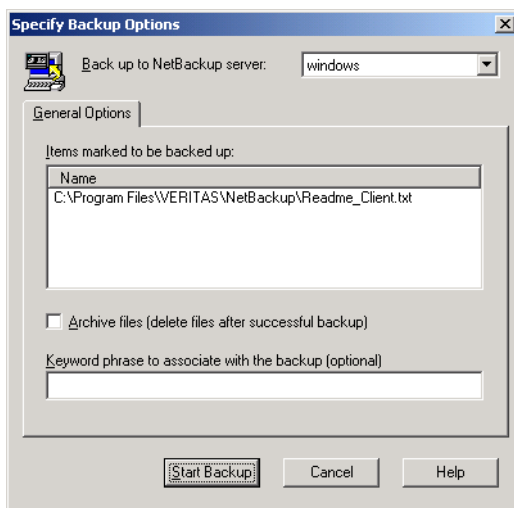 Specify Backup Options
Back up to NetBackup server: windows
General Options
Items marked to be backed up:
Name
C:\Program Files\VERITAS\NetBackup\Readme_Client.txt
Archive files (delete files after successful backup)
Keyword phrase to associate with the backup (optional)
Start Backup Cancel Help